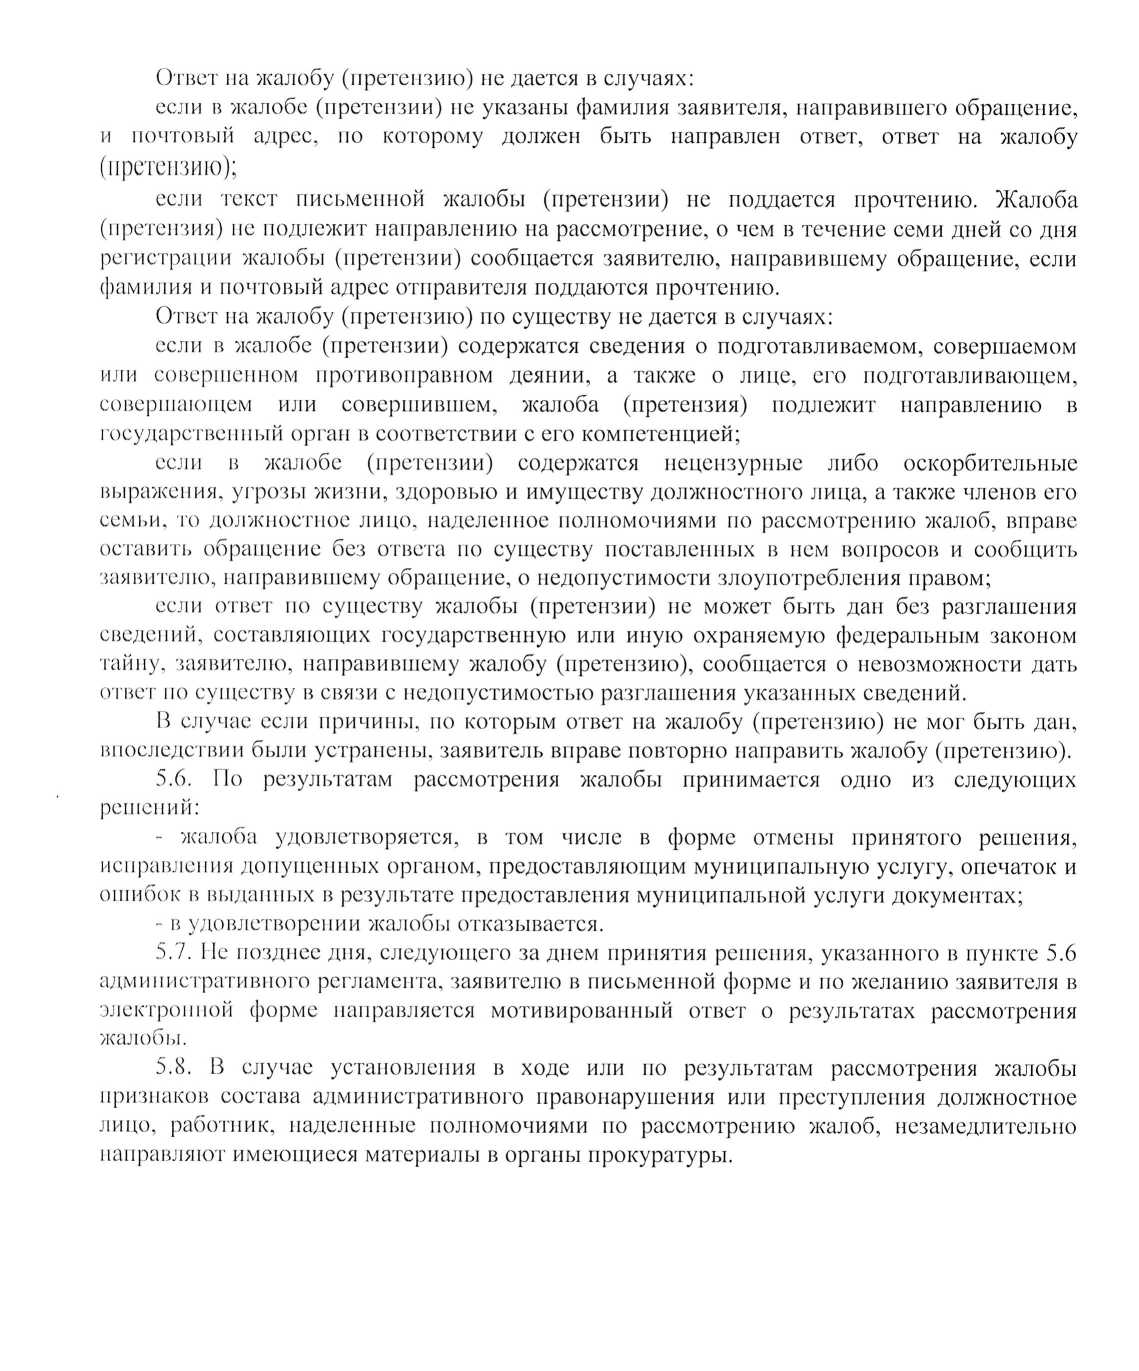 Ответ на жалобу (претензию) не дается в случаях:
если в жалобе (претензии) не указаны фамилия заявителя, направившего обращение,
и почтовый адрес, по которому должен быть направлен ответ, ответ на жалобу
(претензию);
если текст письменной жалобы (претензии) не поддается прочтению. Жалоба
(претензия) не подлежит направлению на рассмотрение, о чем в течение семи дней со дня
регистрации жалобы (претензии) сообщается заявителю, направившему обращение, если
фамилия и почтовый адрес отправителя поддаются прочтению.
Ответ на жалобу (претензию) по существу не дается в случаях:
если в жалобе (претензии) содержатся сведения о подготавливаемом, совершаемом
или совершенном противоправном деянии, а также о лице, его подготавливающем,
совершающем или совершившем, жалоба (претензия) подлежит направлению в
государственный орган в соответствии с его компетенцией;
если в жалобе (претензии) содержатся нецензурные либо оскорбительные
выражения, угрозы жизни, здоровью и имуществу должностного лица, а также членов его
семьи, то должностное лицо, наделенное полномочиями по рассмотрению жалоб, вправе
оставить обращение без ответа по существу поставленных в нем вопросов и сообщить
заявителю, направившему обращение, о недопустимости злоупотребления правом;
если ответ по существу жалобы (претензии) не может быть дан без разглашения
сведений, составляющих государственную или иную охраняемую федеральным законом
тайну, заявителю, направившему жалобу (претензию), сообщается о невозможности дать
ответ по существу в связи с недопустимостью разглашения указанных сведений.
В случае если причины, по которым ответ на жалобу (претензию) не мог быть дан,
впоследствии были устранены, заявитель вправе повторно направить жалобу (претензию).
5.6. По результатам рассмотрения жалобы принимается одно из следующих
решений:
- жалоба удовлетворяется, в том числе в форме отмены принятого решения,
исправления допущенных органом, предоставляющим муниципальную услугу, опечаток и
ошибок в выданных в результате предоставления муниципальной услуги документах;
- в удовлетворении жалобы отказывается.
5.7. Не позднее дня, следующего за днем принятия решения, указанного в пункте 5.6
административного регламента, заявителю в письменной форме и по желанию заявителя в
электронной форме направляется мотивированный ответ о результатах рассмотрения
жалобы.
5.8. В случае установления в ходе или по результатам рассмотрения жалобы
признаков состава административного правонарушения или преступления должностное
лицо, работник, наделенные полномочиями по рассмотрению жалоб, незамедлительно
направляют имеющиеся материалы в органы прокуратуры.